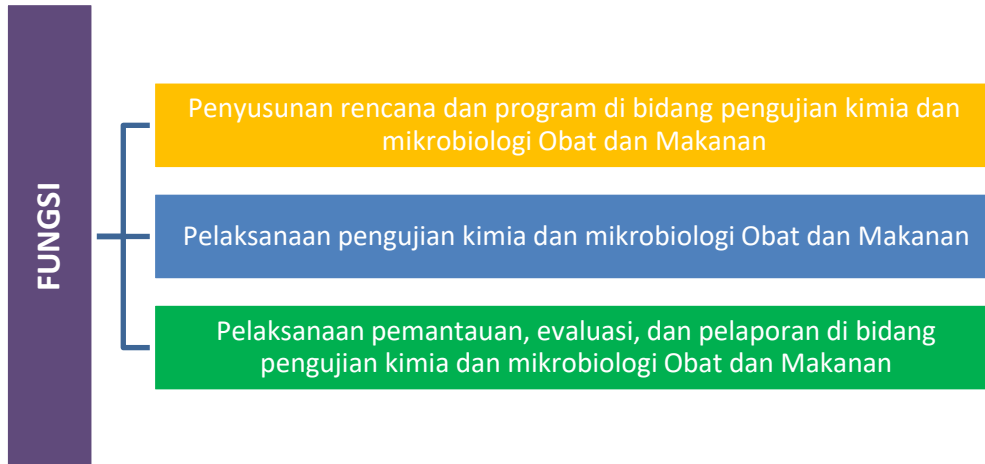 FUNGSI
Penyusunan rencana dan program di bidang pengujian kimia dan
mikrobiologi Obat dan Makanan
Pelaksanaan pengujian kimia dan mikrobiologi Obat dan Makanan
Pelaksanaan pemantauan, evaluasi, dan pelaporan di bidang
pengujian kimia dan mikrobiologi Obat dan Makanan